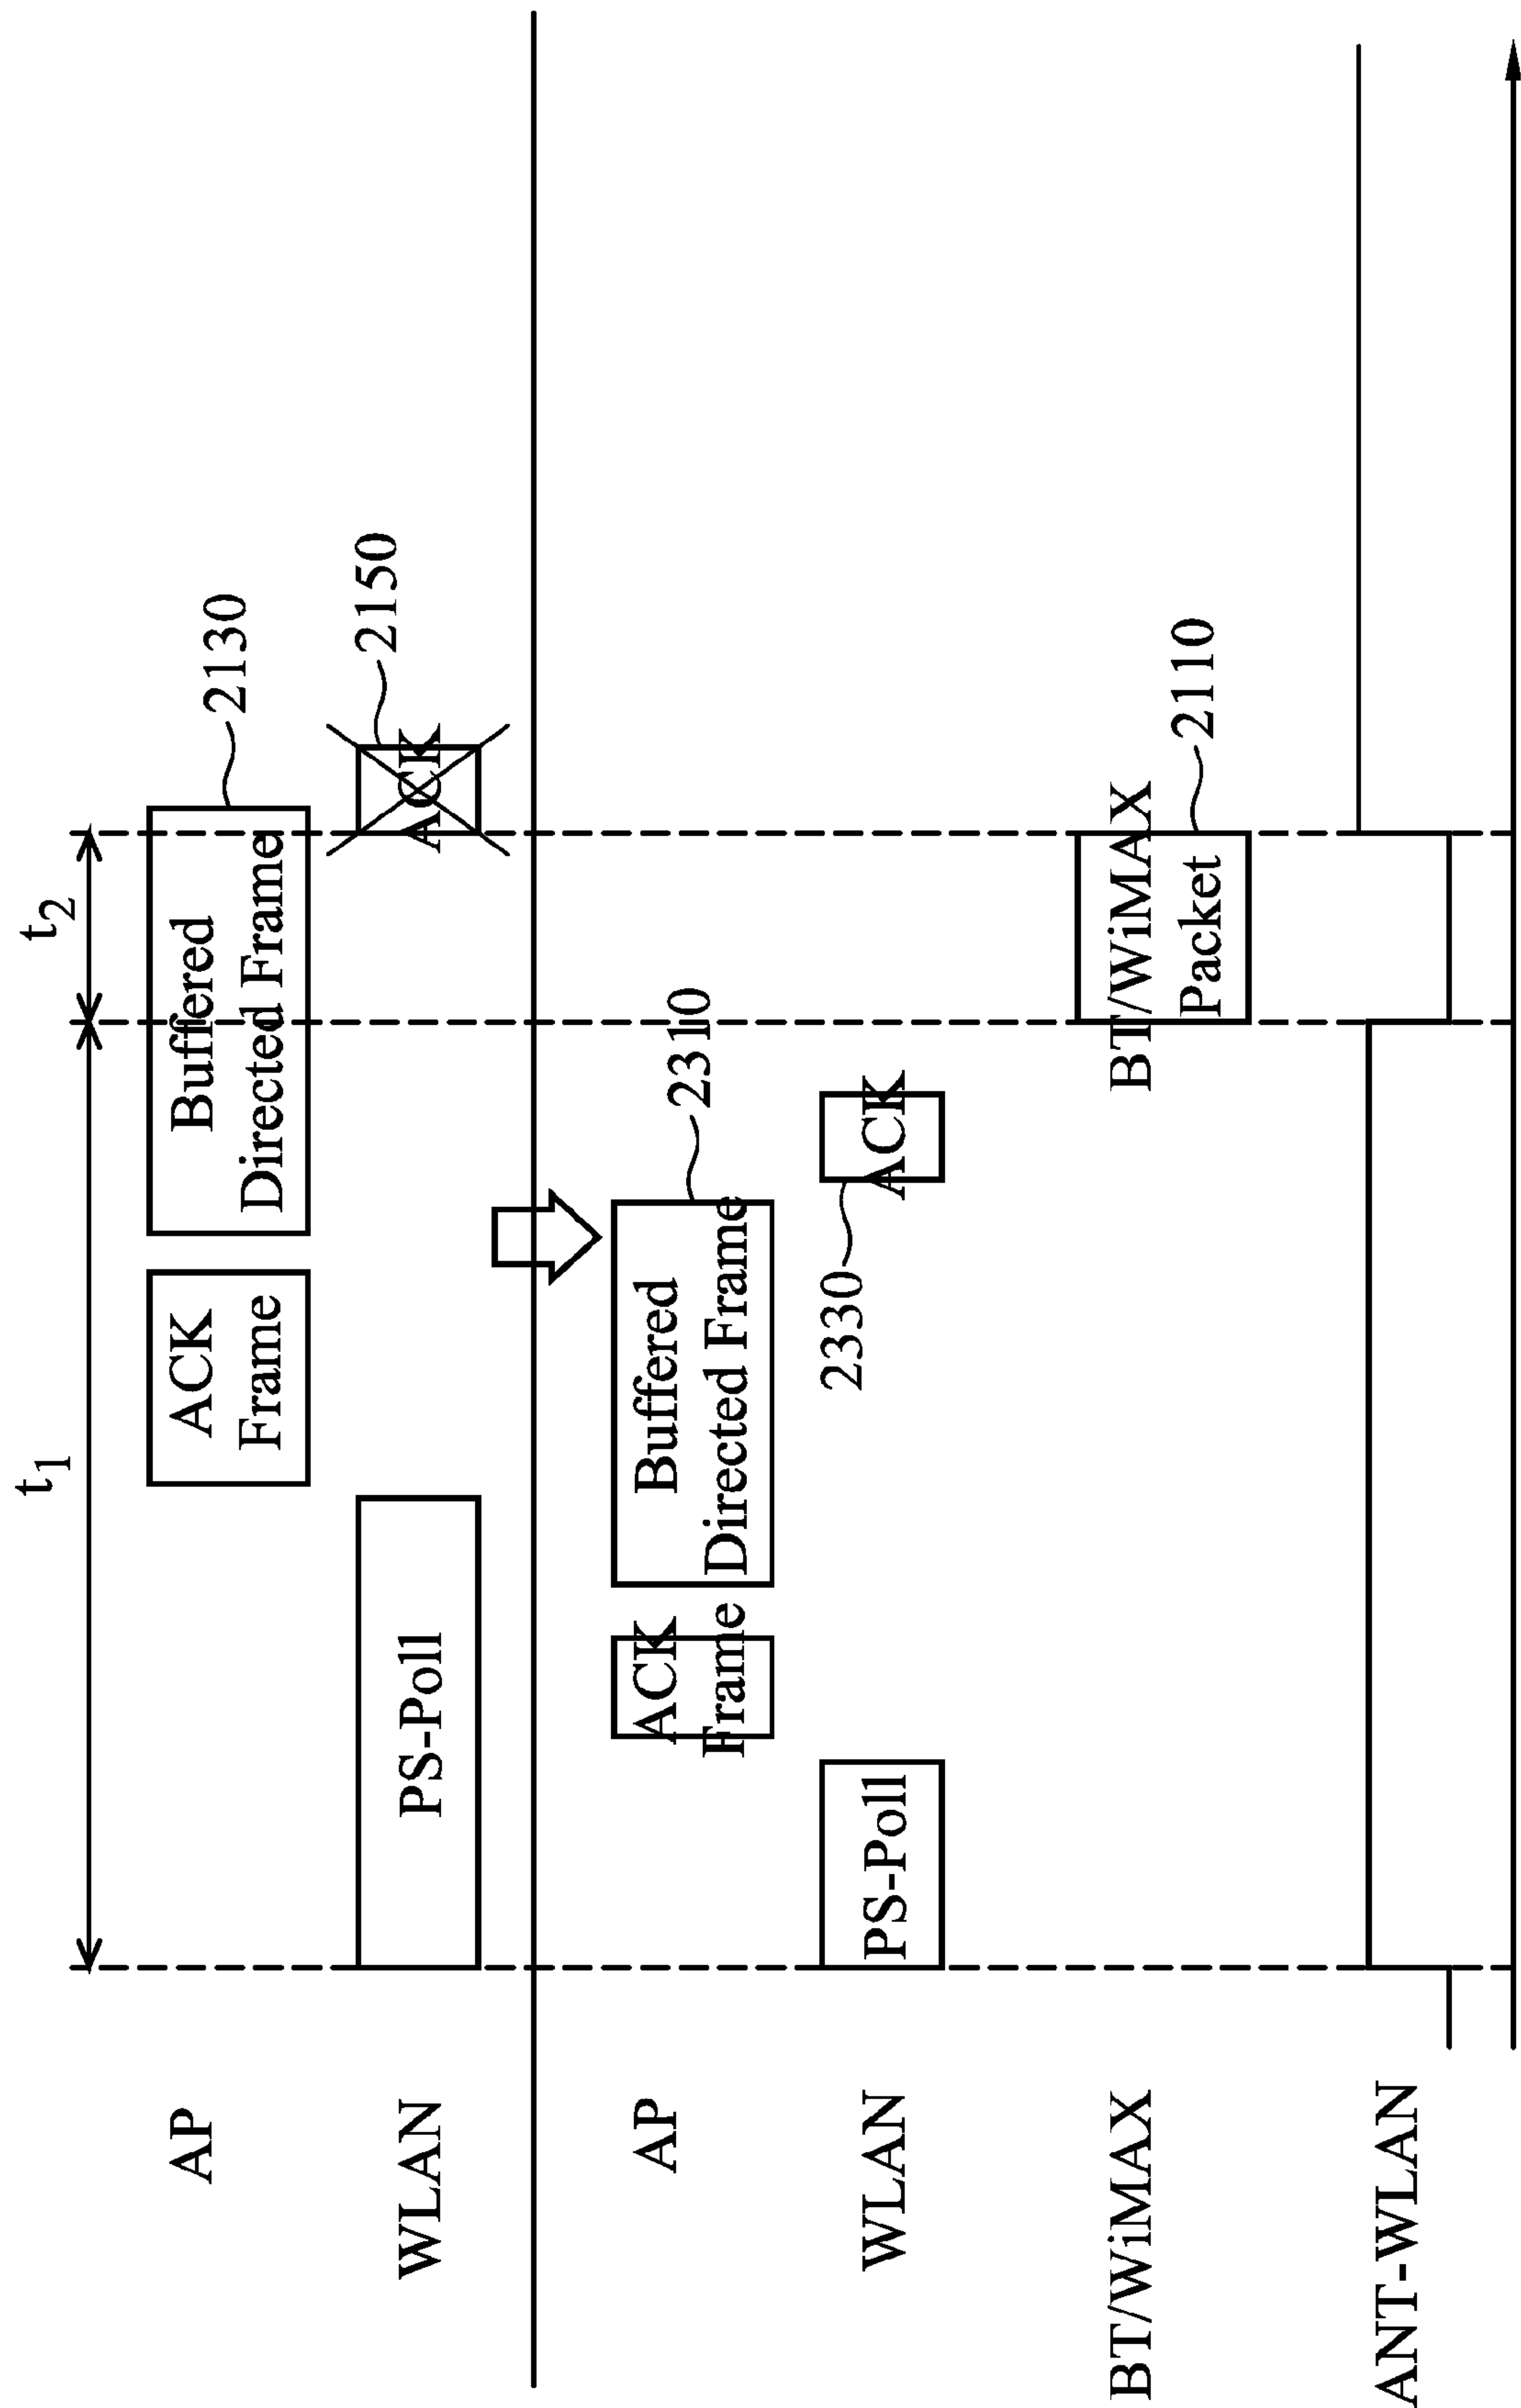 t1
t2
AP
ACK
Frame
Buffered
Directed Frame
2130
WLAN
PS-Poll
ACK
2150
AP
ACK
Frame
Buffered
Directed Frame
2310
WLAN
PS-Poll
2330
ACK
BT/WiMAX
BT/WiMAX
Packet
2110
ANT-WLAN